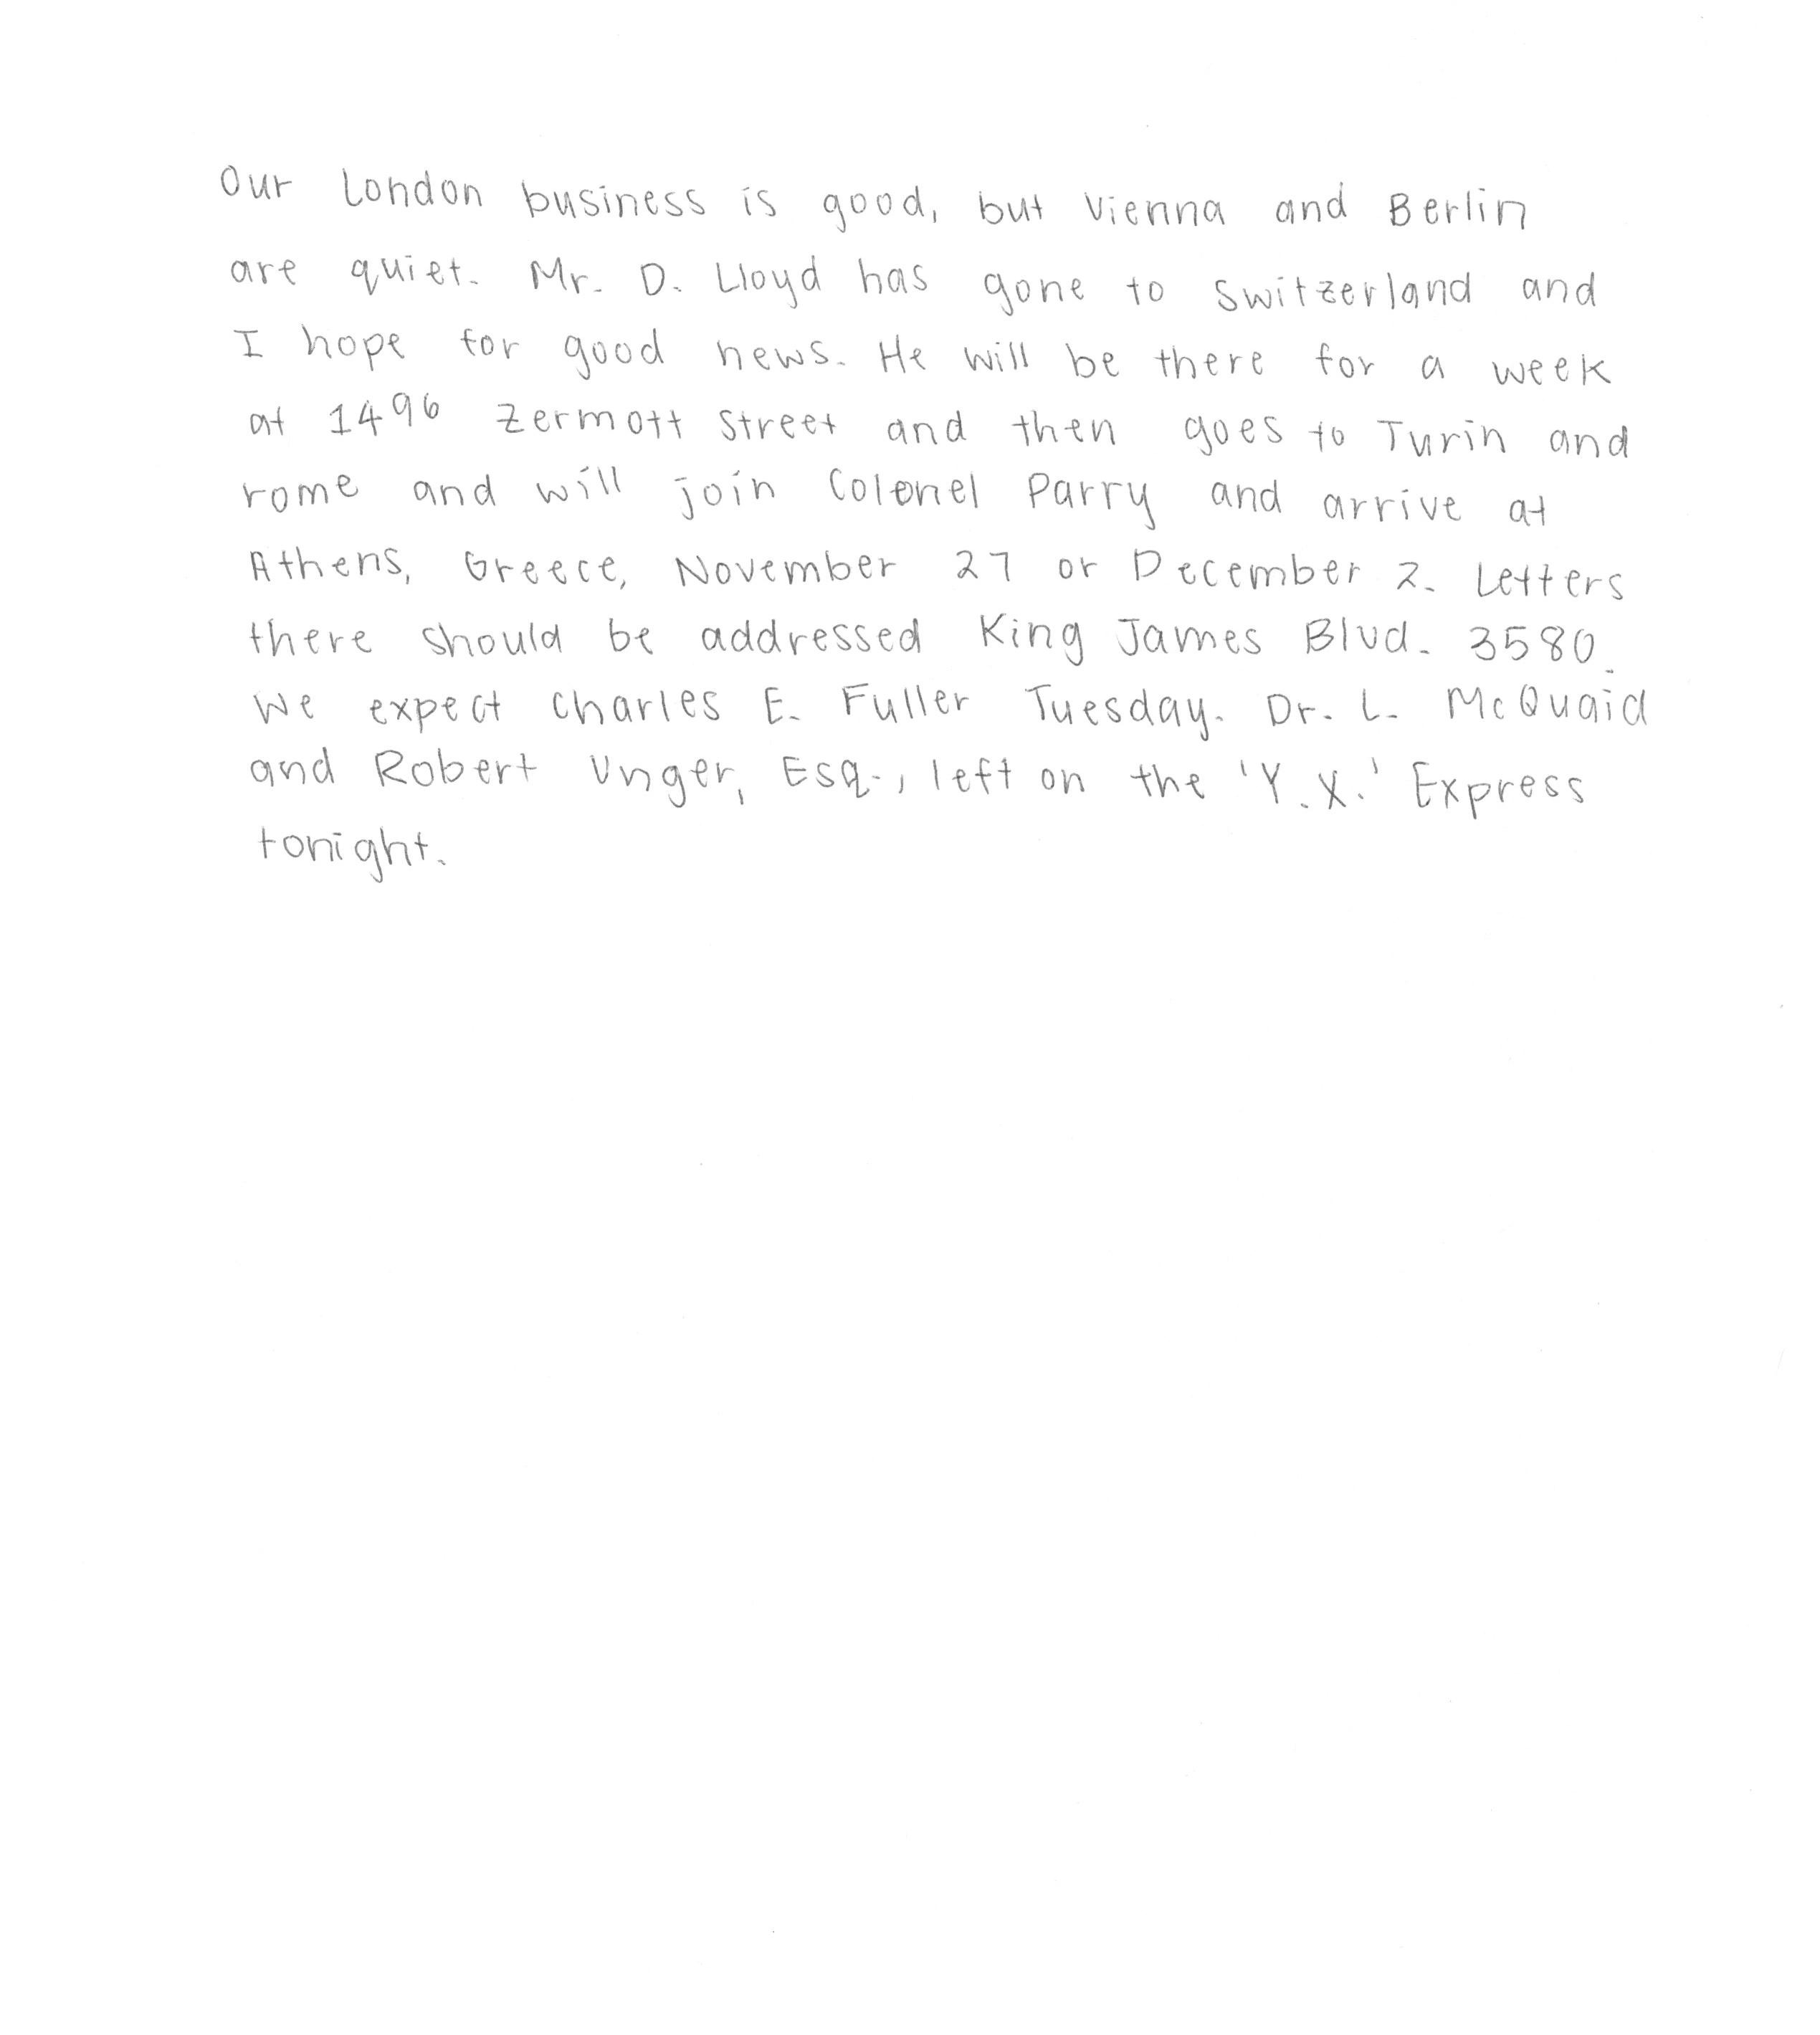 Our London business is good, but Vienna and Berlin
are quiet. Mr. D. Lloyd has gone to Switzerland and
I hope for good news. He will be there for a week
at 1496 Zermott Street and then goes to Turin and
rome and will join Colonel Parry and arrive at
Athens, Greece, November 27 or December 2. Letters
there should be addressed King James Blvd. 3580.
We expect Charles E. Fuller Tuesday. Dr. L. McQuaid
and Robert Unger, Esq., left on the 'Y.X.' Express
tonight.